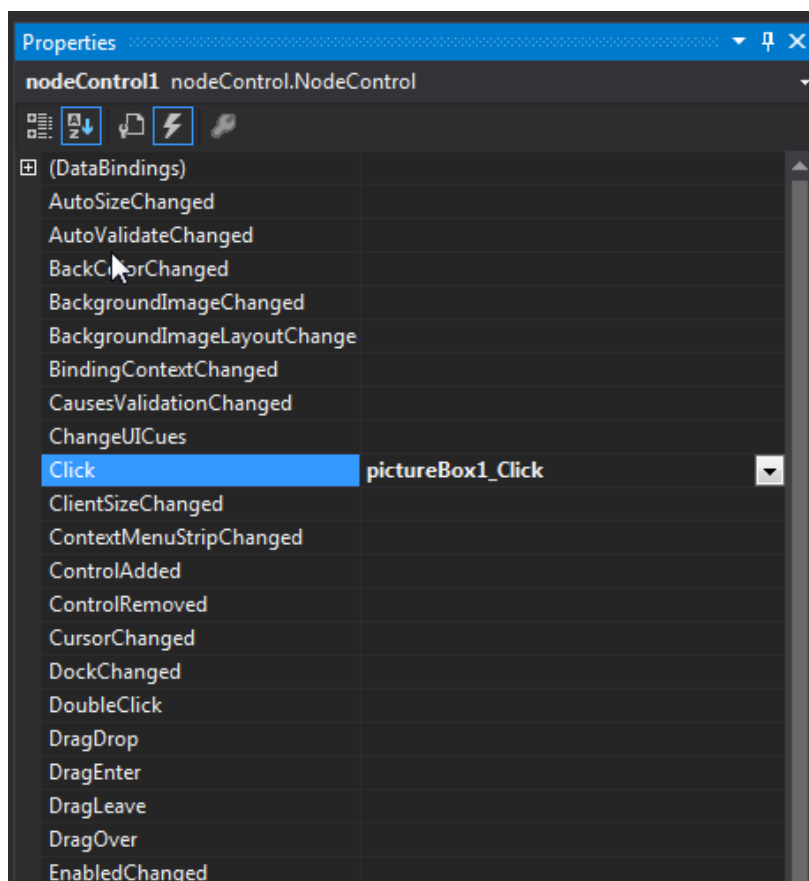 Properties
nodeControl1 nodeControl.NodeControl
(DataBindings)
AutoSizeChanged
AutoValidateChanged
BackColorChanged
BackgroundImageChanged
BackgroundImageLayoutChange
BindingContextChanged
CausesValidationChanged
ChangeUICues
Click pictureBox1_Click
ClientSizeChanged
ContextMenuStripChanged
ControlAdded
ControlRemoved
CursorChanged
DockChanged
DoubleClick
DragDrop
DragEnter
DragLeave
DragOver
EnabledChanged